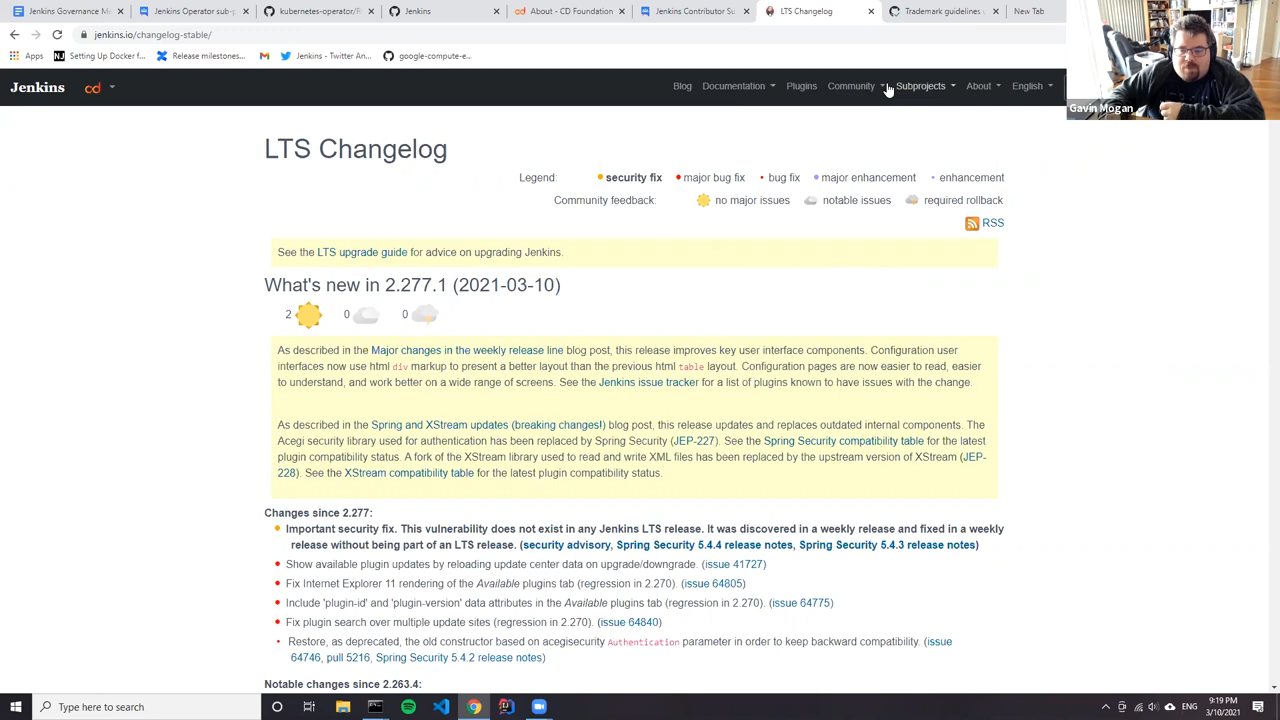 Jenkins Governance M
Jenkins Operator sub-p
kubernetes-operator/R
Jenkins
About - CD Foundation
Jenkins Contributor Su
LTS Changelog
Trademark guidelines u
New Tab
jenkins.io/changelog-stable/
Apps
Setting Up Docker f...
Release milestones...
Jenkins - Twitter An...
google-compute-e...
Jenkins
cd
Blog
Documentation
Plugins
Community
Subprojects
About
English
Gavin Mogan
LTS Changelog
Legend: security fix major bug fix bug fix major enhancement enhancement
Community feedback: no major issues notable issues required rollback
RSS
See the LTS upgrade guide for advice on upgrading Jenkins.
What's new in 2.277.1 (2021-03-10)
2 0 0
As described in the Major changes in the weekly release line blog post, this release improves key user interface components. Configuration user
interfaces now use html div markup to present a better layout than the previous html table layout. Configuration pages are now easier to read, easier
to understand, and work better on a wide range of screens. See the Jenkins issue tracker for a list of plugins known to have issues with the change.
As described in the Spring and XStream updates (breaking changes!) blog post, this release updates and replaces outdated internal components. The
Acegi security library used for authentication has been replaced by Spring Security (JEP-227). See the Spring Security compatibility table for the latest
plugin compatibility status. A fork of the XStream library used to read and write XML files has been replaced by the upstream version of XStream (JEP-
228). See the XStream compatibility table for the latest plugin compatibility status.
Changes since 2.277:
Important security fix. This vulnerability does not exist in any Jenkins LTS release. It was discovered in a weekly release and fixed in a weekly
release without being part of an LTS release. (security advisory, Spring Security 5.4.4 release notes, Spring Security 5.4.3 release notes)
Show available plugin updates by reloading update center data on upgrade/downgrade. (issue 41727)
Fix Internet Explorer 11 rendering of the Available plugins tab (regression in 2.270). (issue 64805)
Include 'plugin-id' and 'plugin-version' data attributes in the Available plugins tab (regression in 2.270). (issue 64775)
Fix plugin search over multiple update sites (regression in 2.270). (issue 64840)
Restore, as deprecated, the old constructor based on acegisecurity Authentication parameter in order to keep backward compatibility. (issue
64746, pull 5216, Spring Security 5.4.2 release notes)
Notable changes since 2.263.4:
Type here to search
9:19 PM
3/10/2021